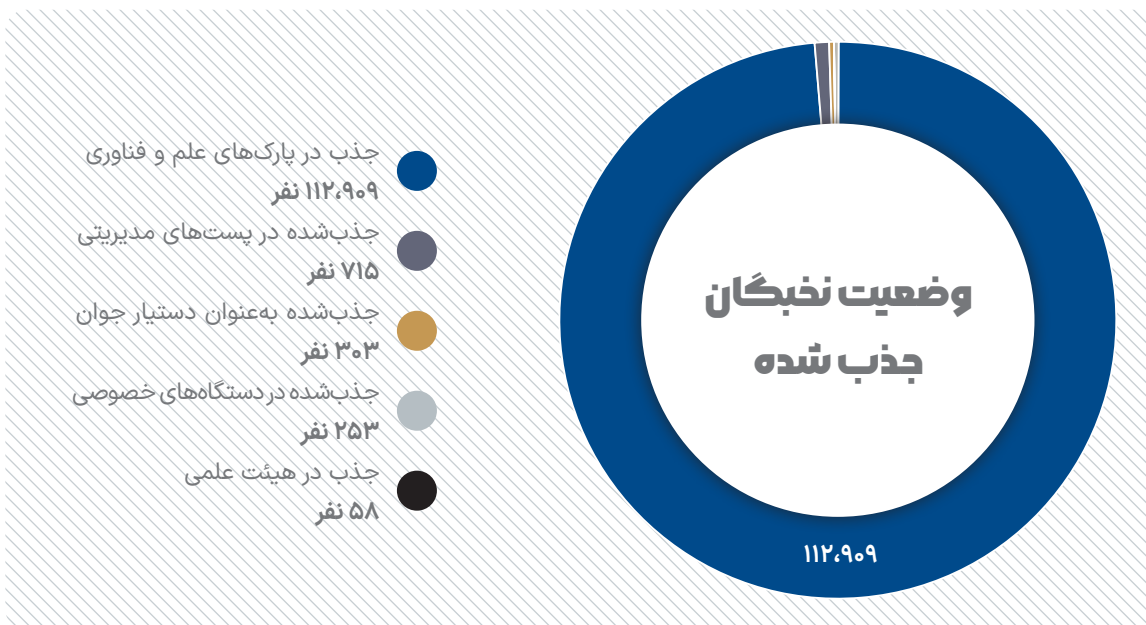 وضعیت نخبگان
جذب شده
۱۱۲،۹۰۹
جذب در پارک‌های علم و فناوری
۱۱۲،۹۰۹ نفر
جذب‌شده در پست‌های مدیریتی
۷۱۵ نفر
جذب‌شده به‌عنوان دستیار جوان
۳۰۳ نفر
جذب‌شده در دستگاه‌های خصوصی
۲۵۳ نفر
جذب در هیئت علمی
۵۸ نفر